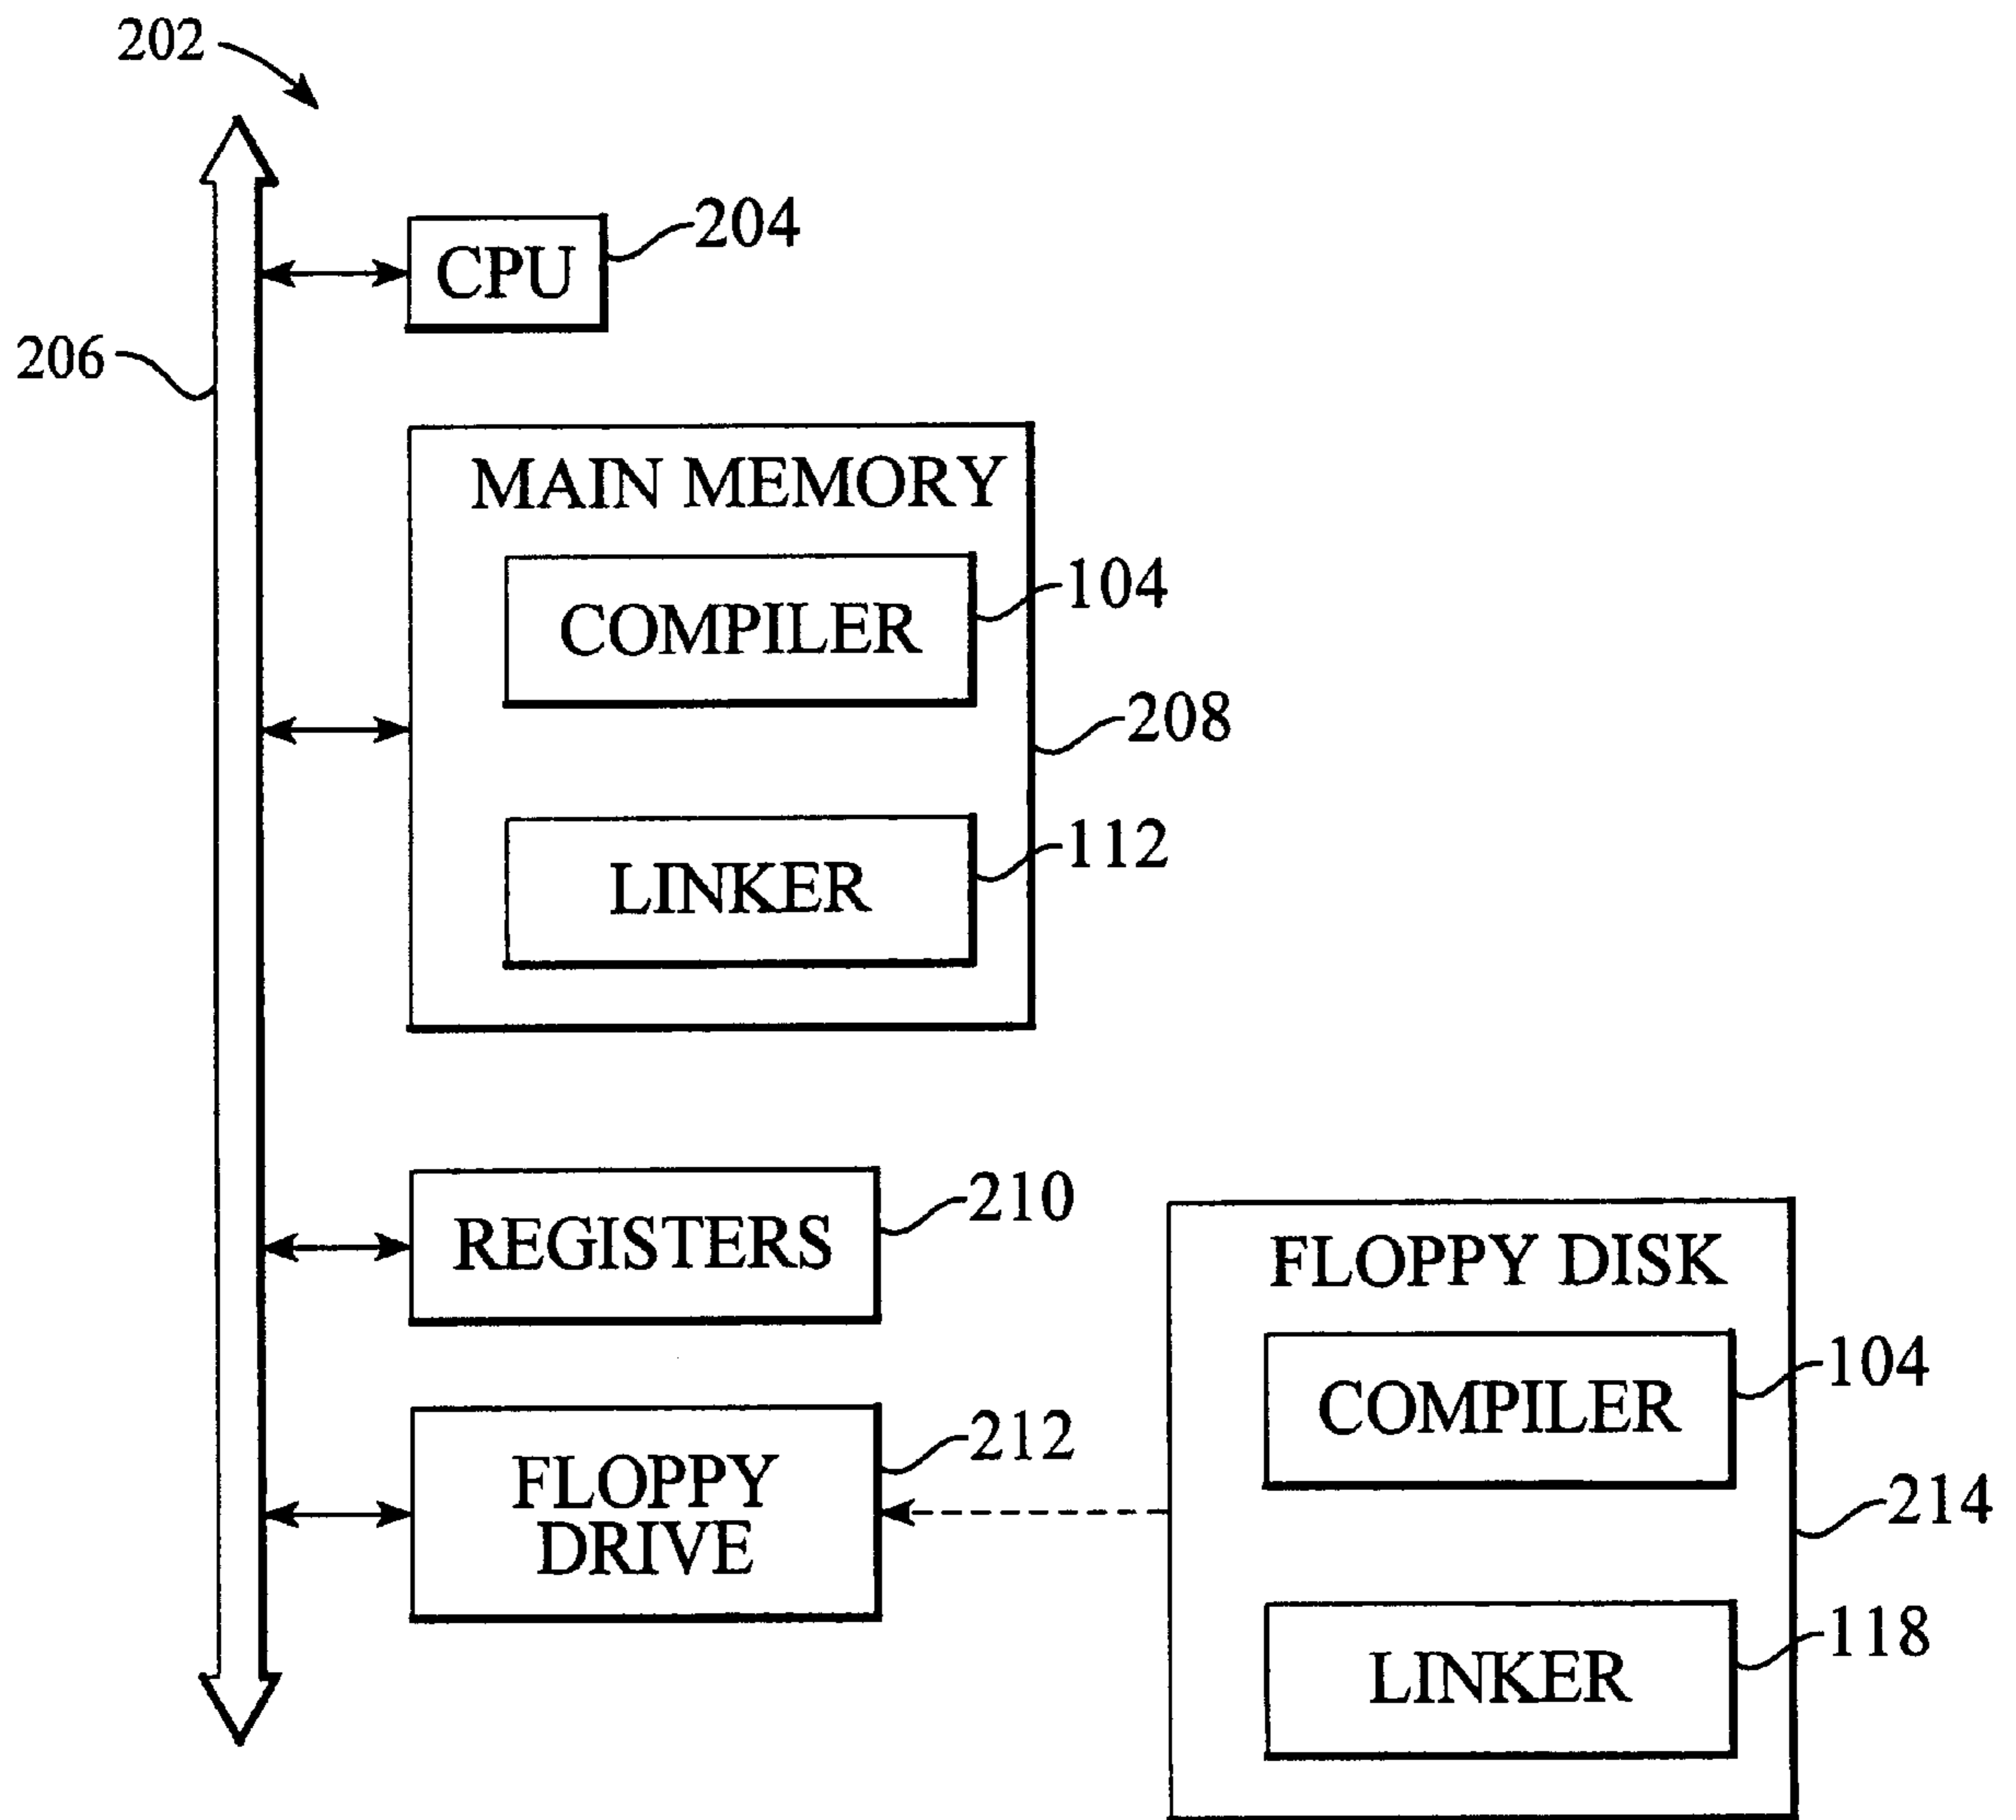 202
204
CPU
206
MAIN MEMORY
104
COMPILER
208
112
LINKER
210
REGISTERS
FLOPPY DISK
104
COMPILER
212
FLOPPY
DRIVE
214
118
LINKER